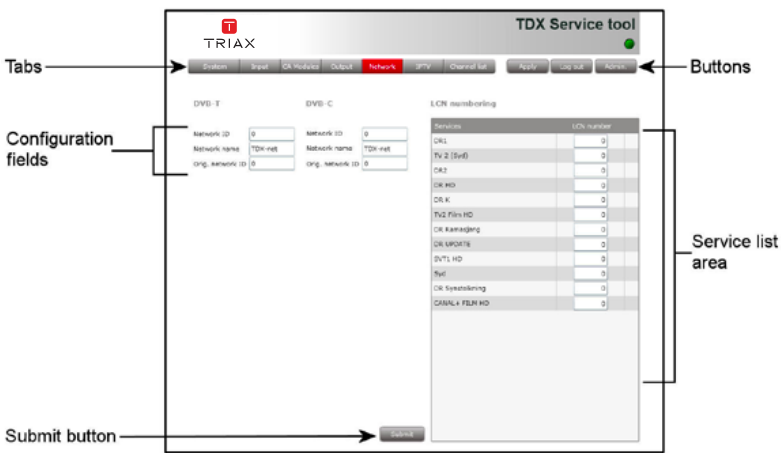 TRIAX
TDX Service tool
Tabs
System Input CA Modules Output Network IPTV Channel list Apply Log out Admin
Buttons
DVB-T DVB-C LCN numbering
Configuration
fields
Network ID 0 Network ID 0
Network name TDX-net Network name TDX-net
Orig. network ID 0 Orig. network ID 0
Services LCN number
DR1 0
TV 2 (Syd) 0
DR2 0
DR HD 0
DR K 0
TV2 Film HD 0
DR Ramasjang 0
DR UPDATE 0
SVT1 HD 0
Syd 0
DR Synstolkning 0
CANAL+ FILM HD 0
Service list
area
Submit button
Submit